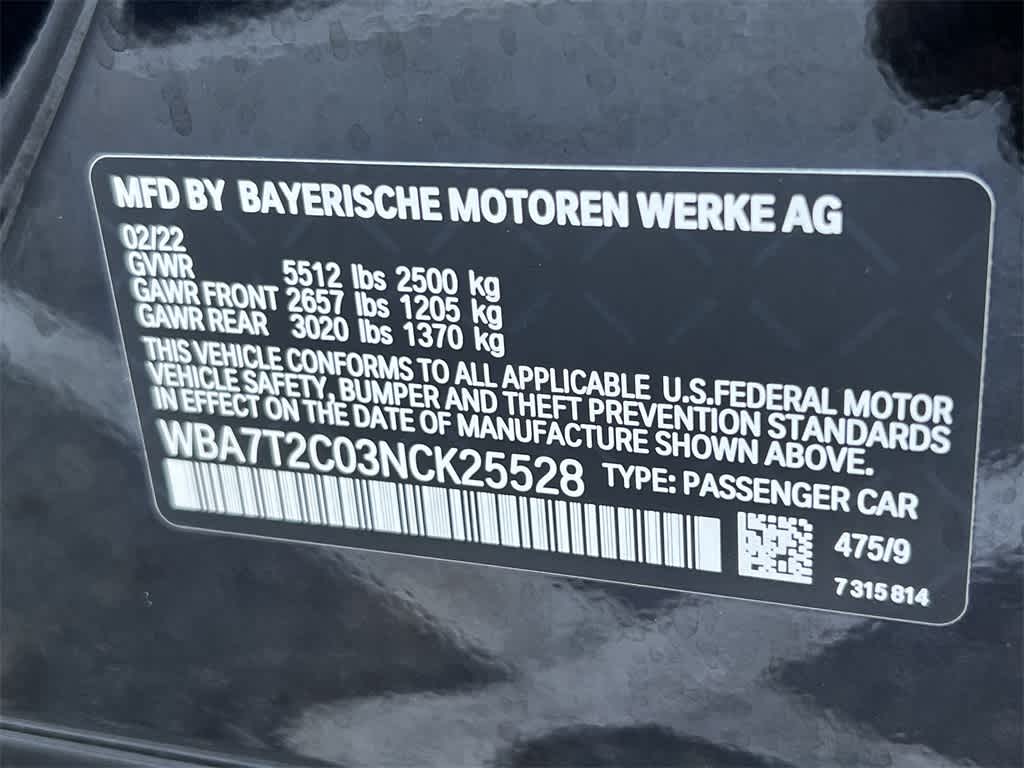 MFD BY BAYERISCHE MOTOREN WERKE AG
02/22
GVWR 5512 lbs 2500 kg
GAWR FRONT 2657 lbs 1205 kg
GAWR REAR 3020 lbs 1370 kg
THIS VEHICLE CONFORMS TO ALL APPLICABLE U.S.FEDERAL MOTOR
VEHICLE SAFETY, BUMPER AND THEFT PREVENTION STANDARDS
IN EFFECT ON THE DATE OF MANUFACTURE SHOWN ABOVE.
WBA7T2C03NCK25528 TYPE: PASSENGER CAR
475/9
7 315 814